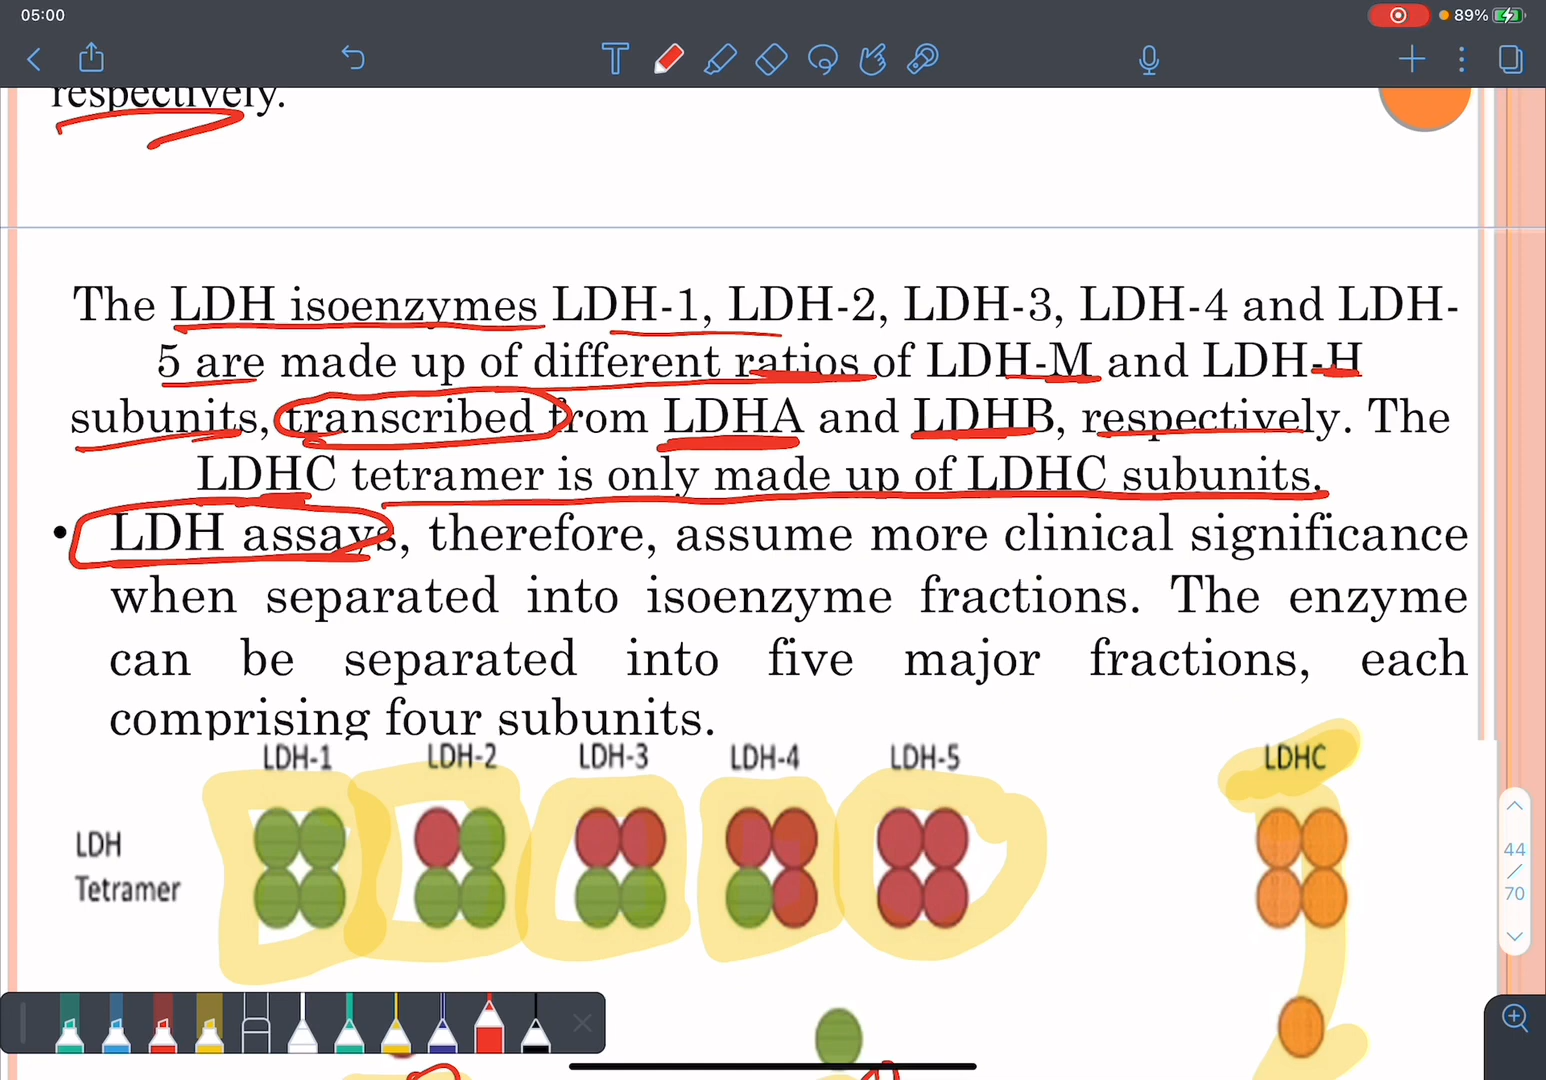 05:00
89%
T
respectively.
The LDH isoenzymes LDH-1, LDH-2, LDH-3, LDH-4 and LDH-
5 are made up of different ratios of LDH-M and LDH-H
subunits, transcribed from LDHA and LDHB, respectively. The
LDHC tetramer is only made up of LDHC subunits.
• LDH assays, therefore, assume more clinical significance
when separated into isoenzyme fractions. The enzyme
can be separated into five major fractions, each
comprising four subunits.
LDH-1 LDH-2 LDH-3 LDH-4 LDH-5 LDHC
LDH
Tetramer
44
/
70